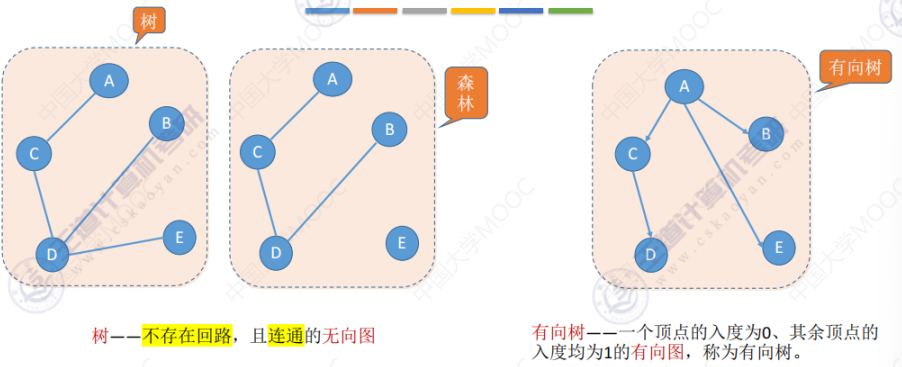 树
A
B
C
D
E
A
B
C
D
E
森
林
有向树
A
B
C
D
E
树——不存在回路，且连通的无向图
有向树——一个顶点的入度为0、其余顶点的
入度均为1的有向图，称为有向树。
中国大学MOOC
王道计算机考研
www.cskaoyan.com